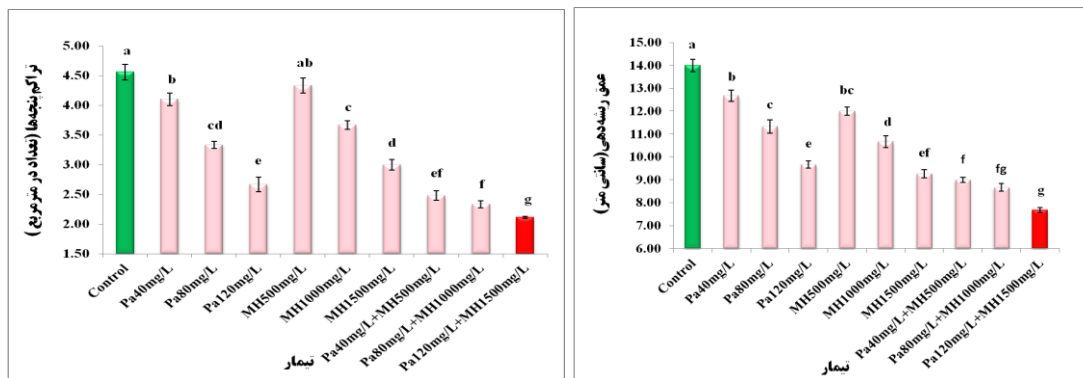 تراکم پنجه‌ها (تعداد در مترمربع)
5.00
4.50
4.00
3.50
3.00
2.50
2.00
1.50
a
b
cd
e
ab
c
d
ef
f
g
Control
Pa40mg/L
Pa80mg/L
Pa120mg/L
MH500mg/L
MH1000mg/L
MH1500mg/L
Pa40mg/L+MH500mg/L
Pa80mg/L+MH1000mg/L
Pa120mg/L+MH1500mg/L
تیمار
عمق ریشه‌دهی(سانتی متر)
15.00
14.00
13.00
12.00
11.00
10.00
9.00
8.00
7.00
6.00
a
b
c
e
bc
d
ef
f
fg
g
Control
Pa40mg/L
Pa80mg/L
Pa120mg/L
MH500mg/L
MH1000mg/L
MH1500mg/L
Pa40mg/L+MH500mg/L
Pa80mg/L+MH1000mg/L
Pa120mg/L+MH1500mg/L
تیمار